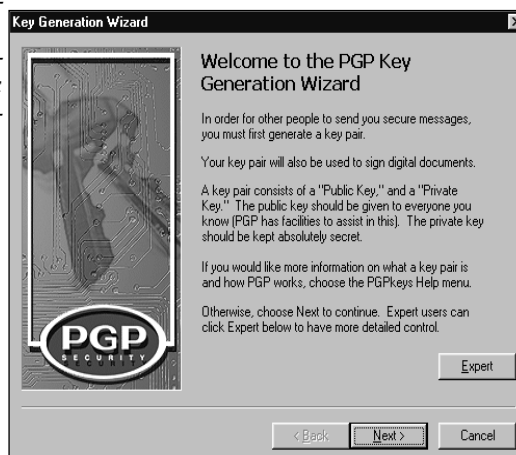 Key Generation Wizard
Welcome to the PGP Key
Generation Wizard
In order for other people to send you secure messages,
you must first generate a key pair.
Your key pair will also be used to sign digital documents.
A key pair consists of a "Public Key," and a "Private
Key." The public key should be given to everyone you
know (PGP has facilities to assist in this). The private key
should be kept absolutely secret.
If you would like more information on what a key pair is
and how PGP works, choose the PGPkeys Help menu.
Otherwise, choose Next to continue. Expert users can
click Expert below to have more detailed control.
PGP
SECURITY
Expert
< Back
Next >
Cancel